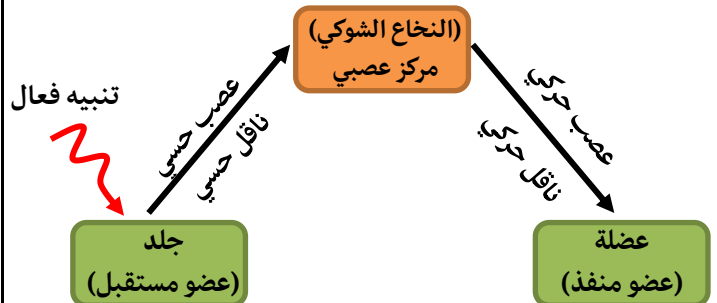 (النخاع الشوكي)
مركز عصبي
تنبيه فعال
عصب حسي
ناقل حسي
عصب حركي
ناقل حركي
جلد
(عضو مستقبل)
عضلة
(عضو منفذ)